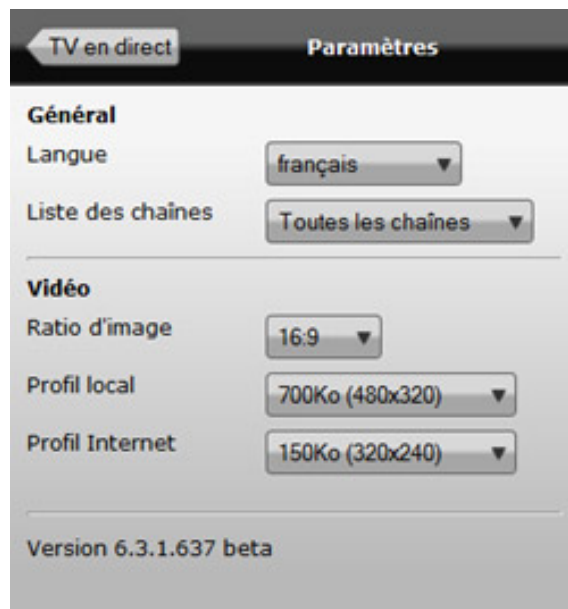 TV en direct
Paramètres
Général
Langue
français
Liste des chaînes
Toutes les chaînes
Vidéo
Ratio d'image
16:9
Profil local
700Ko (480x320)
Profil Internet
150Ko (320x240)
Version 6.3.1.637 beta